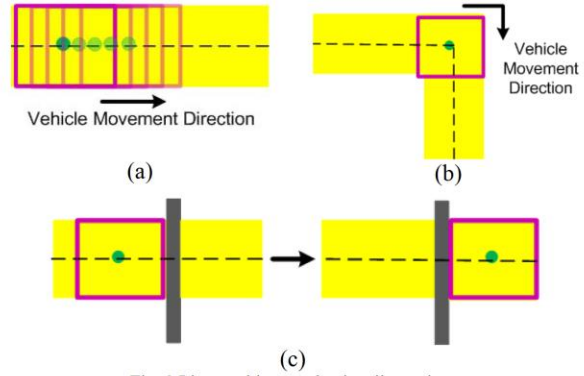 Vehicle Movement Direction
(a)
Vehicle
Movement
Direction
(b)
(c)